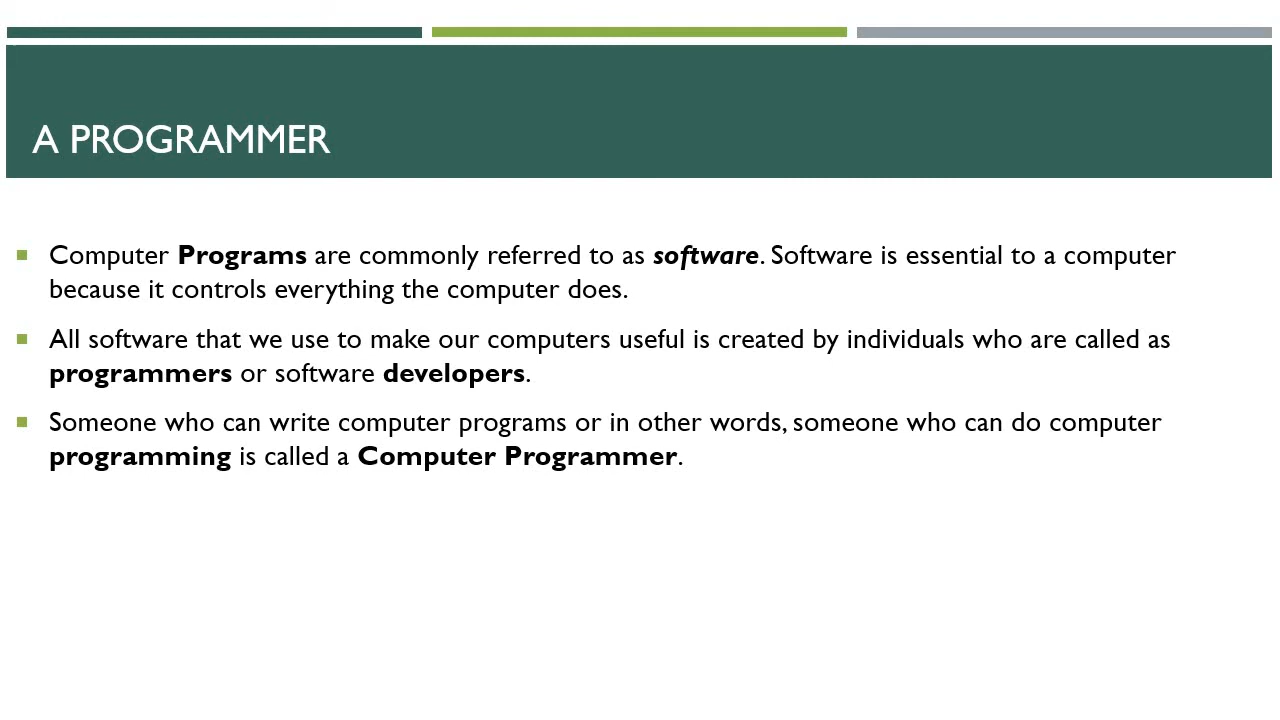 A PROGRAMMER
Computer Programs are commonly referred to as software. Software is essential to a computer
because it controls everything the computer does.
All software that we use to make our computers useful is created by individuals who are called as
programmers or software developers.
Someone who can write computer programs or in other words, someone who can do computer
programming is called a Computer Programmer.